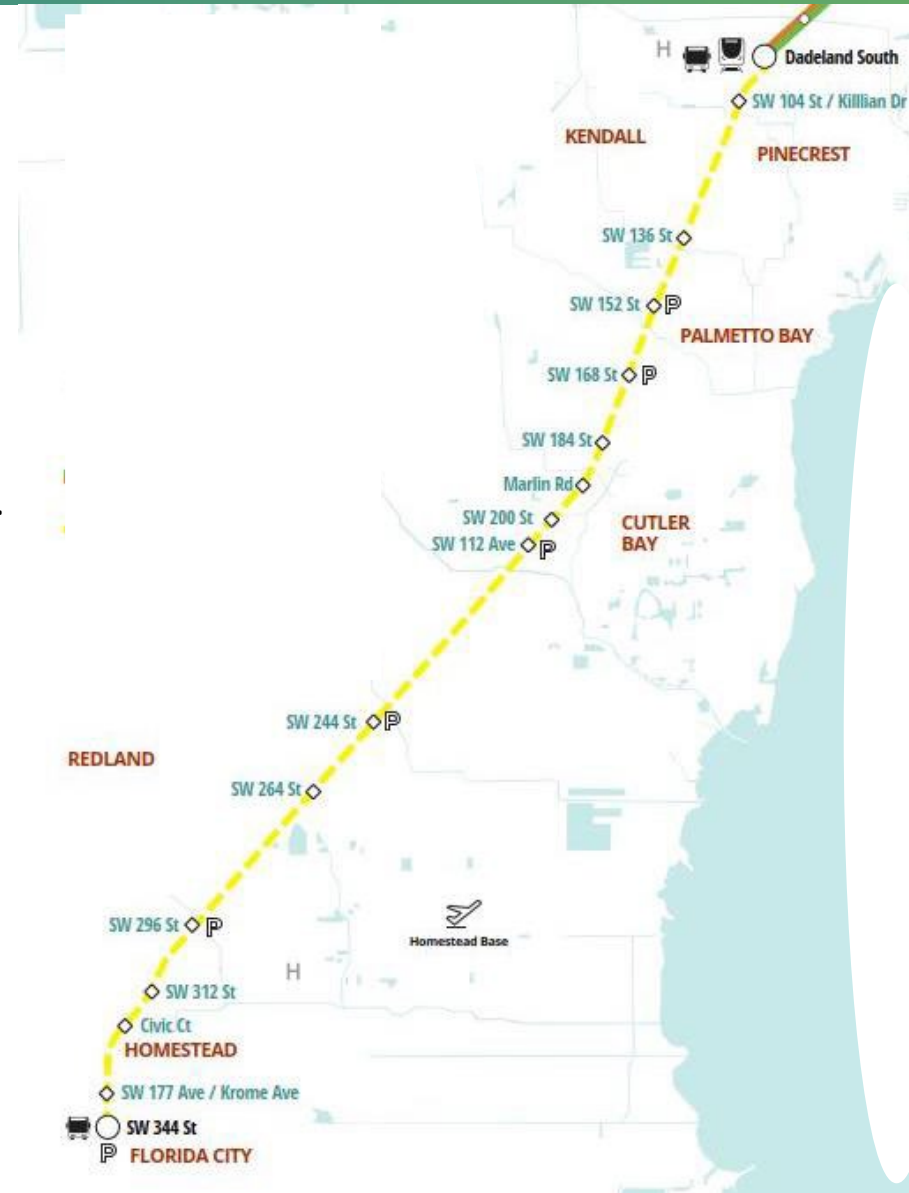 H
Dadeland South
SW 104 St / Killlian Dr
KENDALL
PINECREST
SW 136 St
SW 152 St P
PALMETTO BAY
SW 168 St P
SW 184 St
Marlin Rd
SW 200 St
CUTLER
BAY
SW 112 Ave P
SW 244 St P
REDLAND
SW 264 St
SW 296 St P
Homestead Base
H
SW 312 St
Civic Ct
HOMESTEAD
SW 177 Ave / Krome Ave
SW 344 St
P FLORIDA CITY